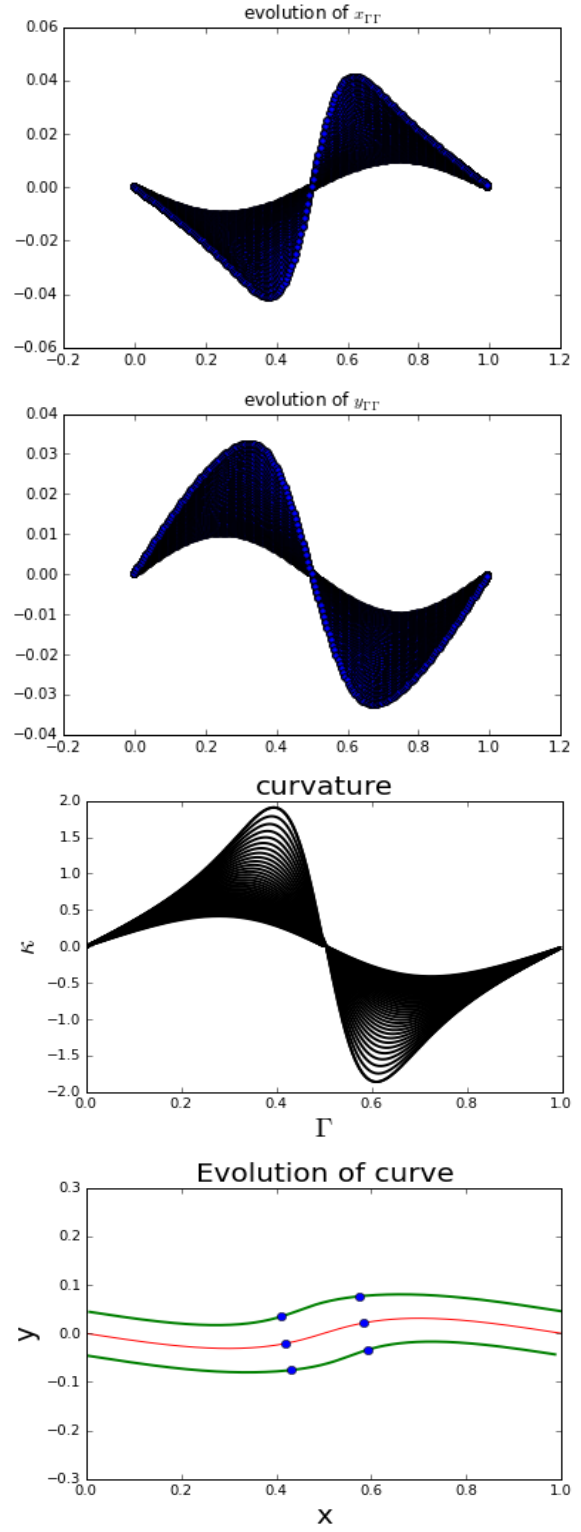 evolution of x_ΓΓ
0.06
0.04
0.02
0.00
−0.02
−0.04
−0.06
−0.2 0.0 0.2 0.4 0.6 0.8 1.0 1.2
evolution of y_ΓΓ
0.04
0.03
0.02
0.01
0.00
−0.01
−0.02
−0.03
−0.04
−0.2 0.0 0.2 0.4 0.6 0.8 1.0 1.2
curvature
2.0
1.5
1.0
0.5
0.0
−0.5
−1.0
−1.5
−2.0
κ
0.0 0.2 0.4 0.6 0.8 1.0
Γ
Evolution of curve
0.3
0.2
0.1
0.0
−0.1
−0.2
−0.3
y
0.0 0.2 0.4 0.6 0.8 1.0
x